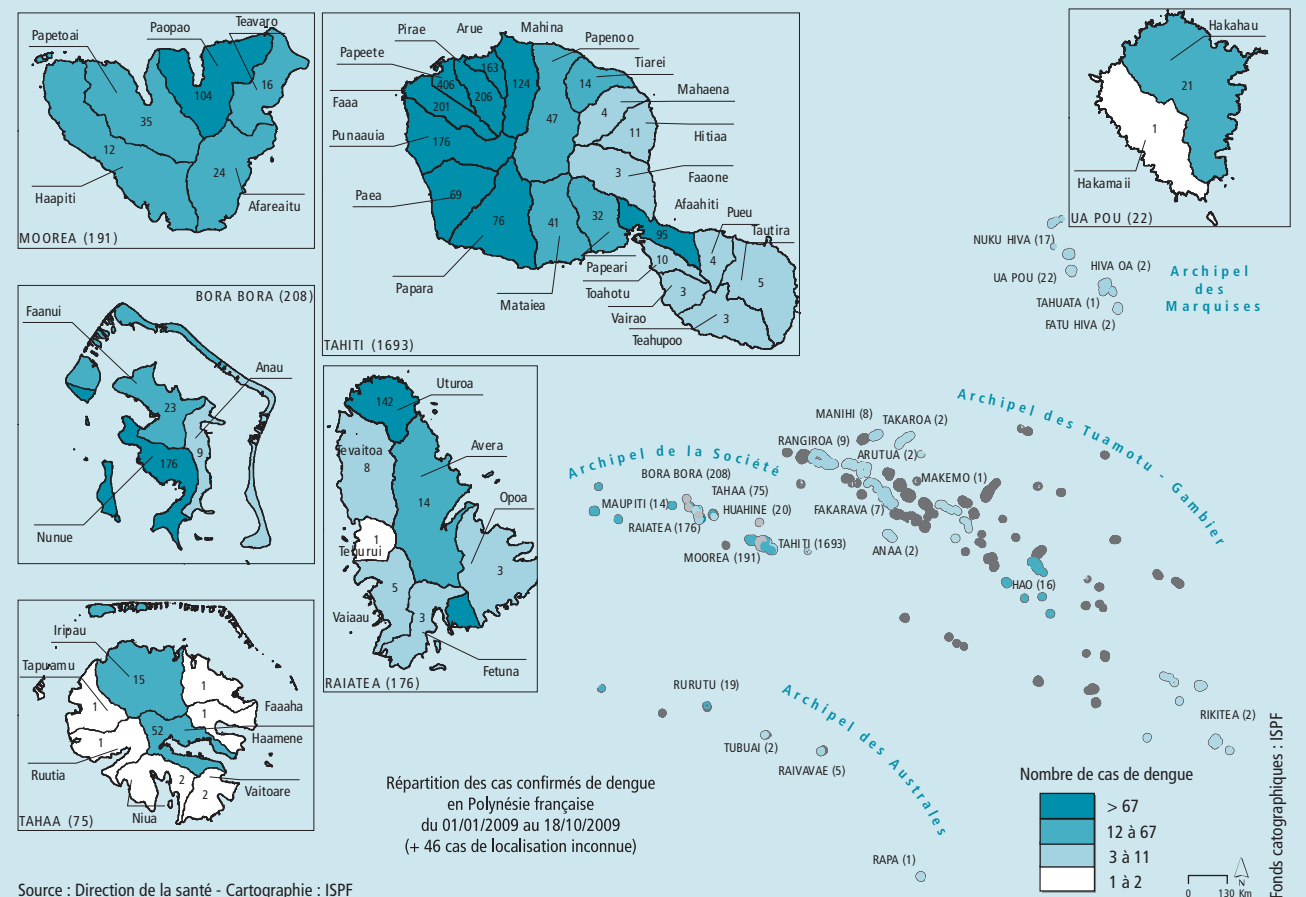 Papetoai
Paopao
Teavaro
104
16
35
12
24
Haapiti
Afareaitu
MOOREA (191)
Pirae
Arue
Mahina
Papenoo
Papeete
Tiarei
Faaa
Mahaena
Punaauia
Hitiaa
163
406
206
124
14
201
47
4
11
176
3
Faaone
Paea
69
76
41
32
95
Afaahiti
Pueu
Tautira
10
4
5
Papeari
Toahotu
3
3
Papara
Mataiea
Vairao
Teahupoo
TAHITI (1693)
Hakahau
21
1
Hakamaii
UA POU (22)
NUKU HIVA (17)
UA POU (22)
HIVA OA (2)
TAHUATA (1)
FATU HIVA (2)
Archipel
des
Marquises
BORA BORA (208)
Faanui
Anau
23
9
176
Nunue
Uturoa
142
Tevaitoa
8
Avera
14
Opoa
1
Tehurui
5
3
Vaiaau
3
Fetuna
RAIATEA (176)
Iripau
Tapuamu
15
1
1
Faaaha
1
52
Haamene
1
Ruutia
2
2
Vaitoare
Niua
TAHAA (75)
Archipel de la Société
BORA BORA (208)
MAUPITI (14)
TAHAA (75)
HUAHINE (20)
RAIATEA (176)
MOOREA (191)
TAHITI (1693)
Archipel des Tuamotu - Gambier
MANIHI (8)
TAKAROA (2)
RANGIROA (9)
ARUTUA (2)
MAKEMO (1)
FAKARAVA (7)
ANAA (2)
HAO (16)
RIKITEA (2)
Archipel des Australes
RURUTU (19)
TUBUAI (2)
RAIVAVAE (5)
RAPA (1)
Répartition des cas confirmés de dengue
en Polynésie française
du 01/01/2009 au 18/10/2009
(+ 46 cas de localisation inconnue)
Nombre de cas de dengue
> 67
12 à 67
3 à 11
1 à 2
N
0 130 Km
Fonds catographiques : ISPF
Source : Direction de la santé - Cartographie : ISPF